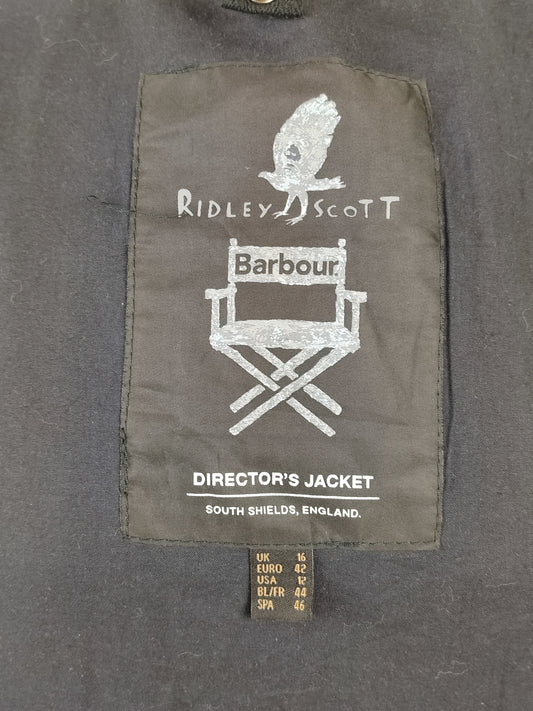 RIDLEY SCOTT
Barbour
DIRECTOR'S JACKET
SOUTH SHIELDS, ENGLAND.
UK 16
EURO 42
USA 12
BL/FR 44
SPA 46